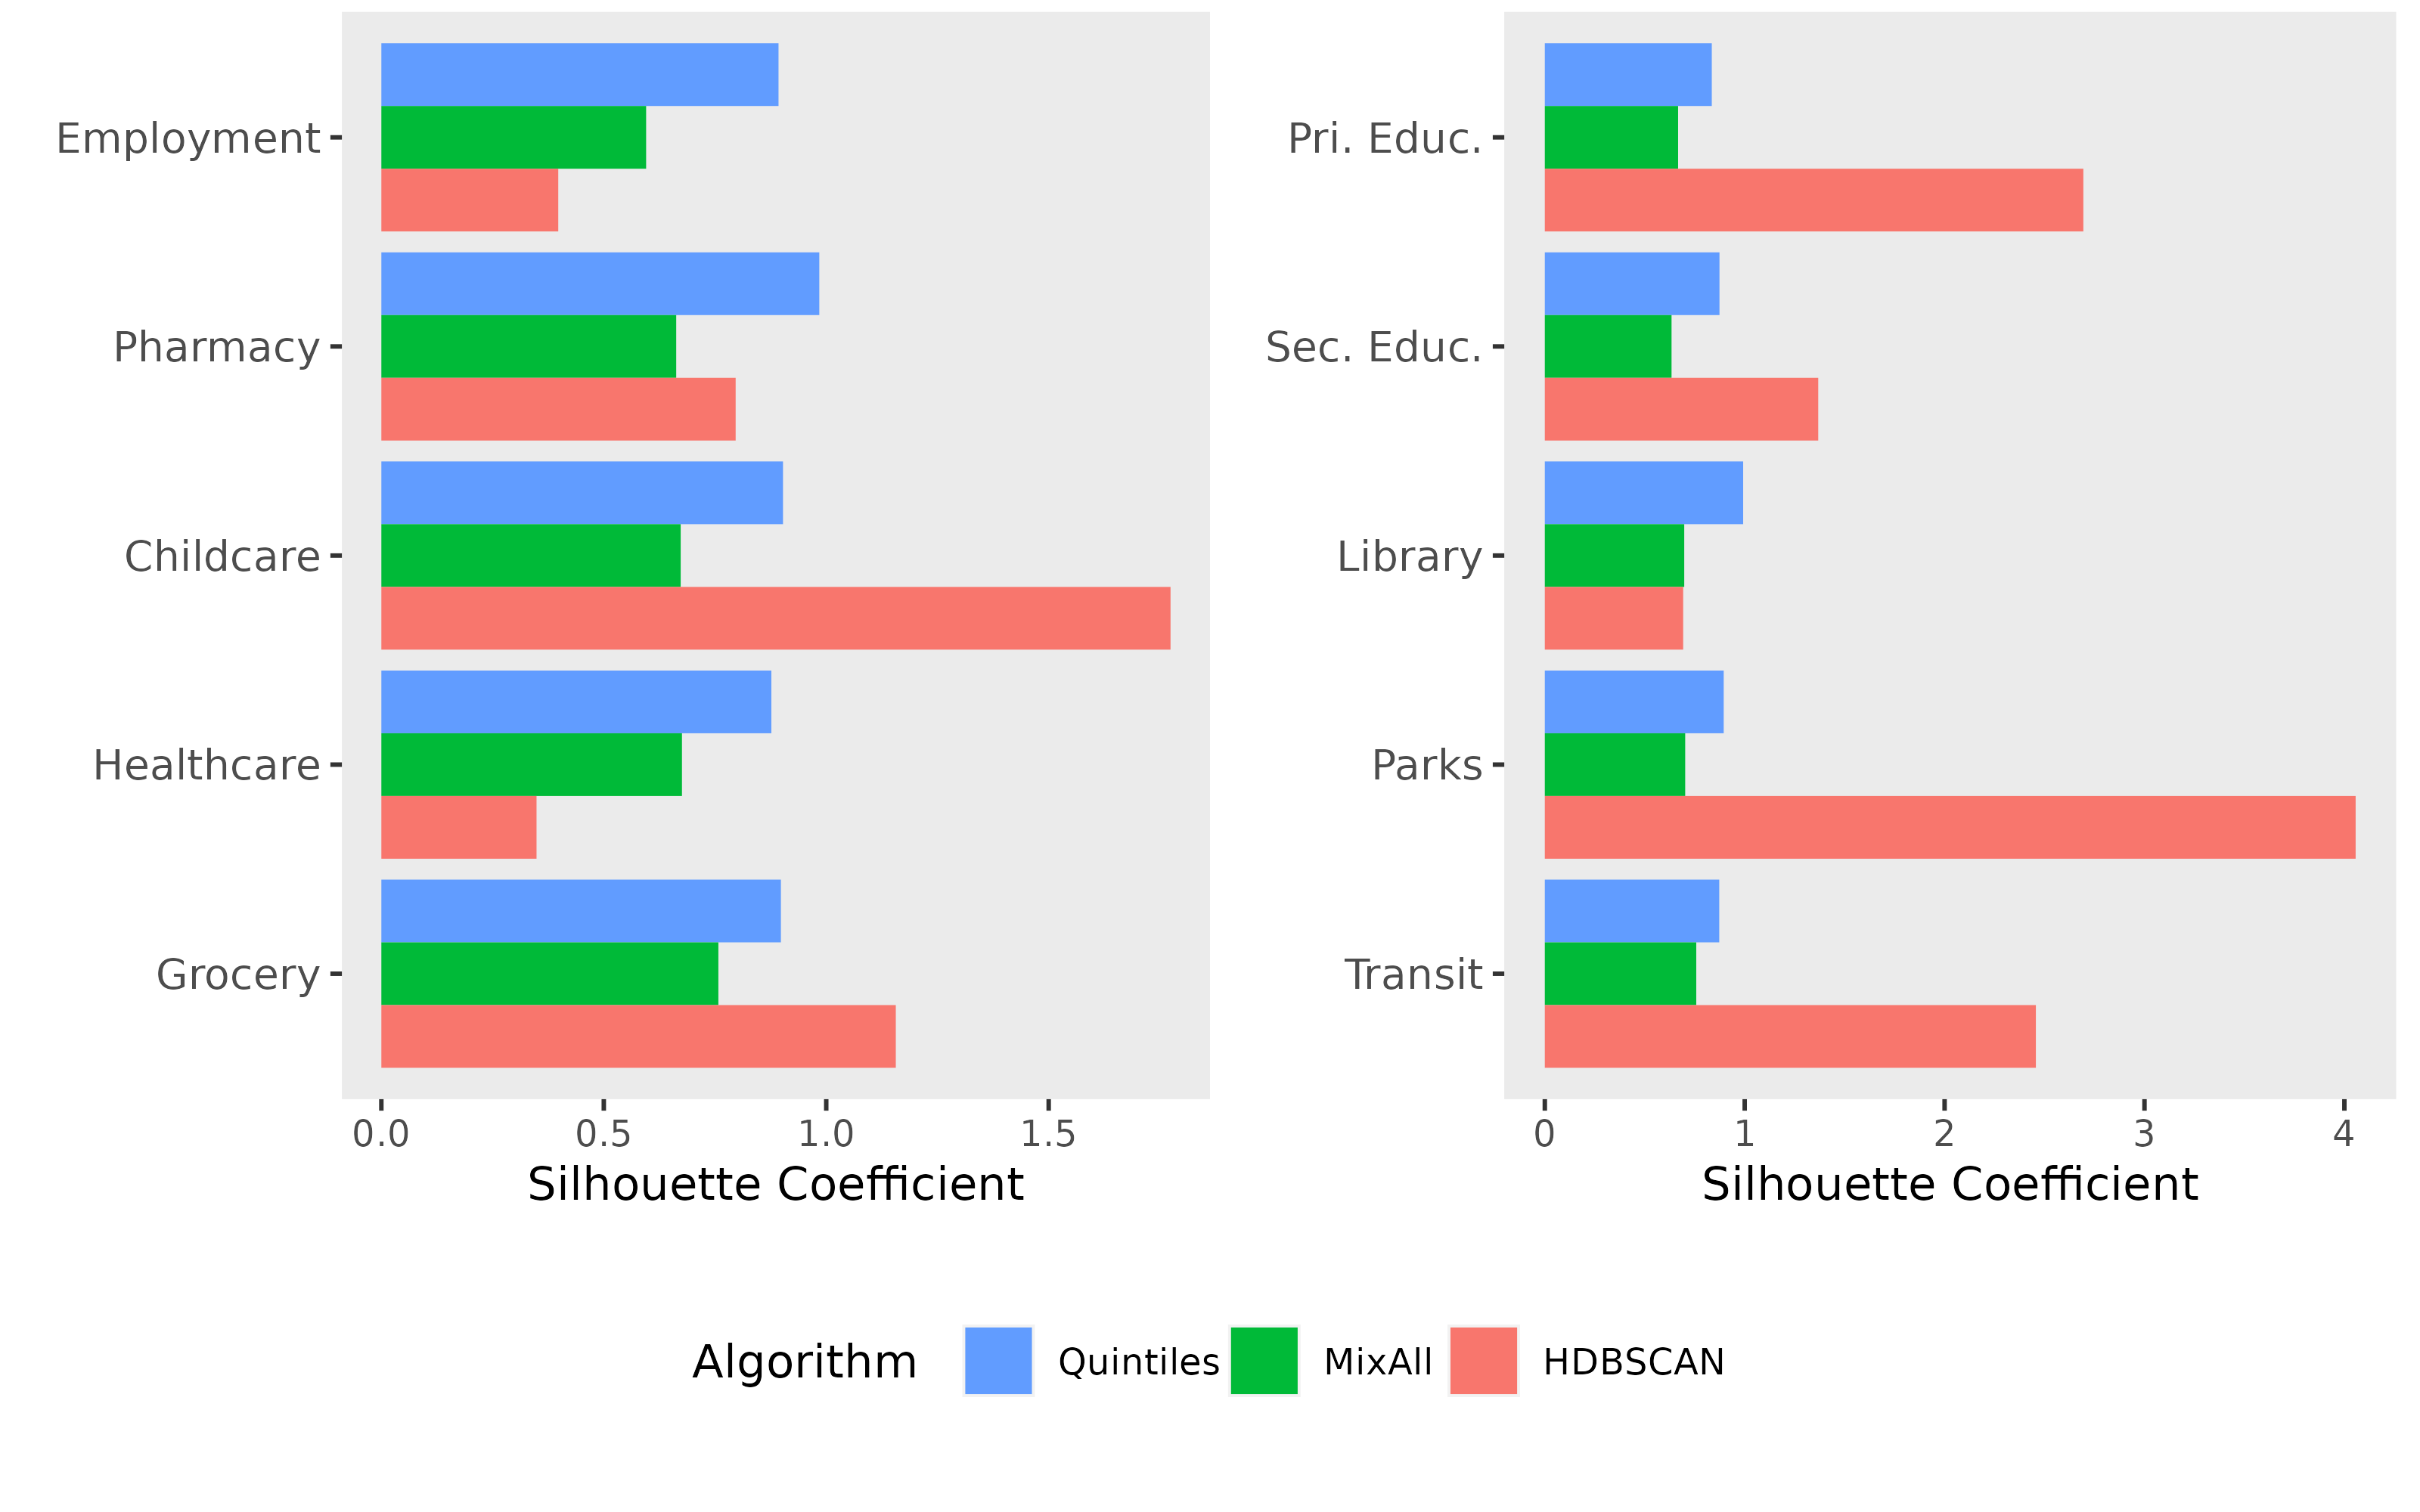 Employment
Pharmacy
Childcare
Healthcare
Grocery
0.0 0.5 1.0 1.5
Silhouette Coefficient
Pri. Educ.
Sec. Educ.
Library
Parks
Transit
0 1 2 3 4
Silhouette Coefficient
Algorithm Quintiles MixAll HDBSCAN